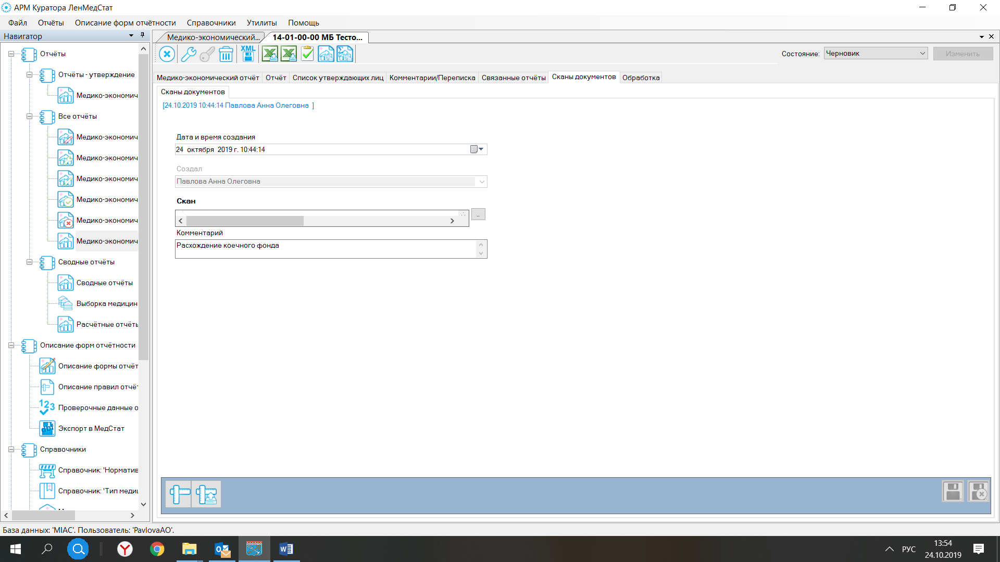 АРМ Куратора ЛенМедСтат
Файл Отчёты Описание форм отчётности Справочники Утилиты Помощь
Навигатор
Медико-экономический... 14-01-00-00 МБ Тесто...
XML
Состояние: Черновик Изменить
Медико-экономический отчёт Отчёт Список утверждающих лиц Комментарии/Переписка Связанные отчёты Сканы документов Обработка
Сканы документов
[24.10.2019 10:44:14 Павлова Анна Олеговна ]
Дата и время создания
24 октября 2019 г. 10:44:14
Создал
Павлова Анна Олеговна
Скан
..
Комментарий
Расхождение коечного фонда
Отчёты
Отчёты - утверждение
Медико-экономич
Все отчёты
Медико-экономич
Медико-экономич
Медико-экономич
Медико-экономич
Медико-экономич
Медико-экономич
Сводные отчёты
Сводные отчёты
Выборка медицин
Расчётные отчёть
Описание форм отчётности
Описание формы отчёт
Описание правил отчё
123
Проверочные данные о
dbf
Экспорт в МедСтат
Справочники
Справочник: 'Норматив
Справочник: 'Тип меди
База данных: 'MIAC'. Пользователь: 'PavlovaAO'.
РУС
13:54
24.10.2019